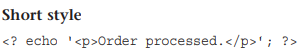 Short style
<? echo '<p>Order processed.</p>'; ?>